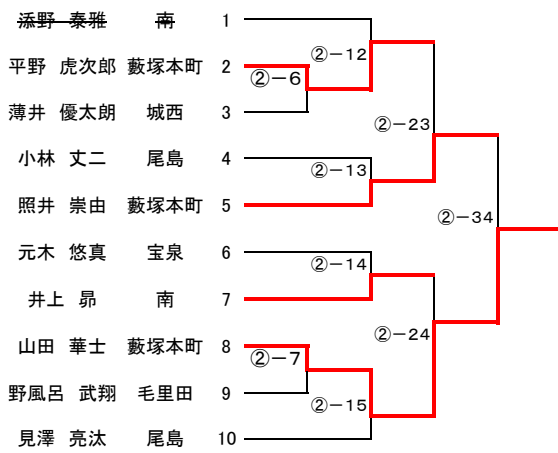 添野 泰雅 南 1
②－12
平野 虎次郎 藪塚本町 2
②－6
薄井 優太朗 城西 3
②－23
小林 丈二 尾島 4
②－13
照井 崇由 藪塚本町 5
②－34
元木 悠真 宝泉 6
②－14
井上 昴 南 7
②－24
山田 華士 藪塚本町 8
②－7
野風呂 武翔 毛里田 9
②－15
見澤 亮汰 尾島 10